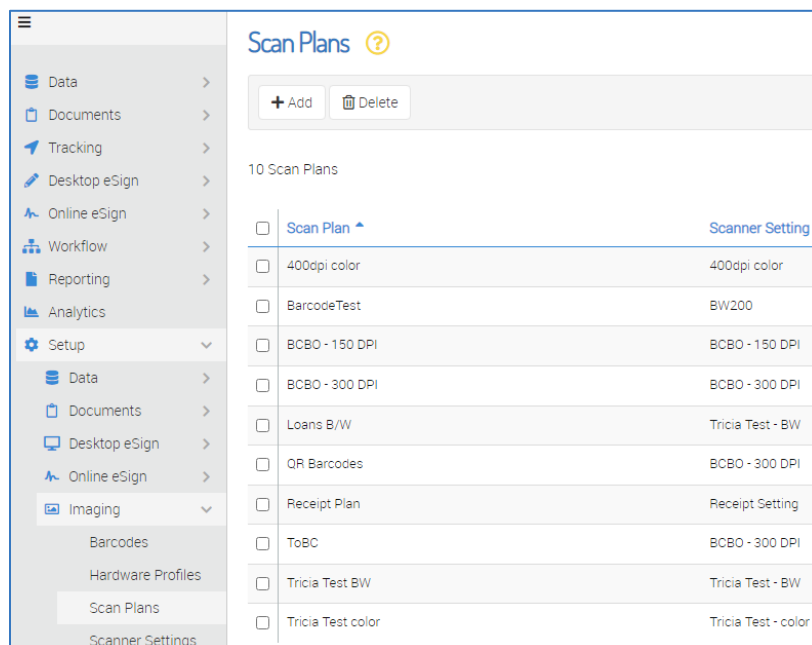 Scan Plans ?
Data
Documents
Tracking
Desktop eSign
Online eSign
Workflow
Reporting
Analytics
Setup
Data
Documents
Desktop eSign
Online eSign
Imaging
Barcodes
Hardware Profiles
Scan Plans
Scanner Settings
+ Add Delete
10 Scan Plans
Scan Plan Scanner Setting
400dpi color 400dpi color
BarcodeTest BW200
BCBO - 150 DPI BCBO - 150 DPI
BCBO - 300 DPI BCBO - 300 DPI
Loans B/W Tricia Test - BW
QR Barcodes BCBO - 300 DPI
Receipt Plan Receipt Setting
ToBC BCBO - 300 DPI
Tricia Test BW Tricia Test - BW
Tricia Test color Tricia Test - color